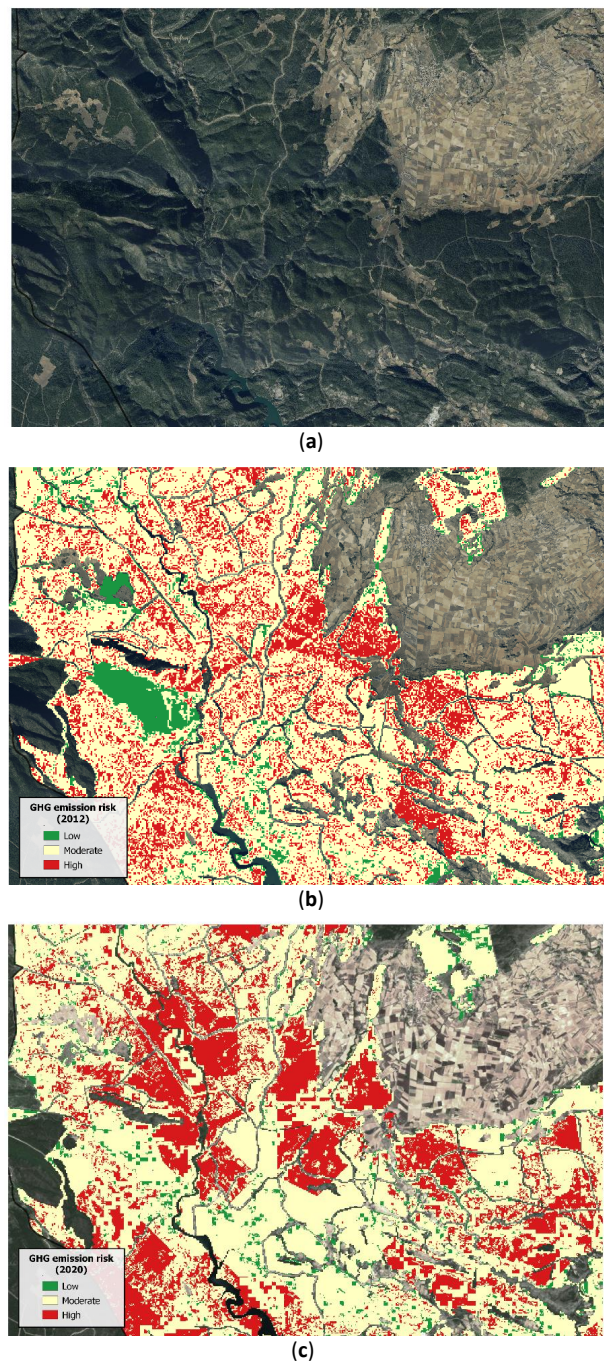 (a)
GHG emission risk
(2012)
Low
Moderate
High
(b)
GHG emission risk
(2020)
Low
Moderate
High
(c)